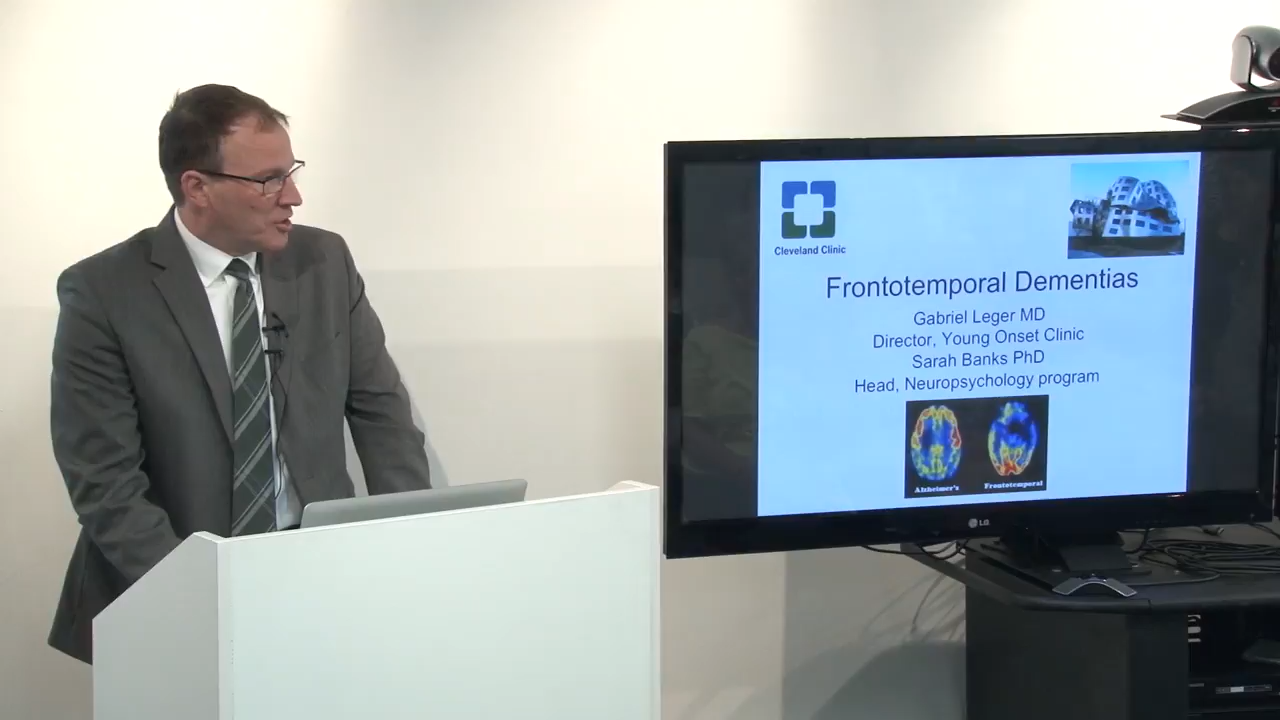 Cleveland Clinic
Frontotemporal Dementias
Gabriel Leger MD
Director, Young Onset Clinic
Sarah Banks PhD
Head, Neuropsychology program
Alzheimer's
Frontotemporal
LG